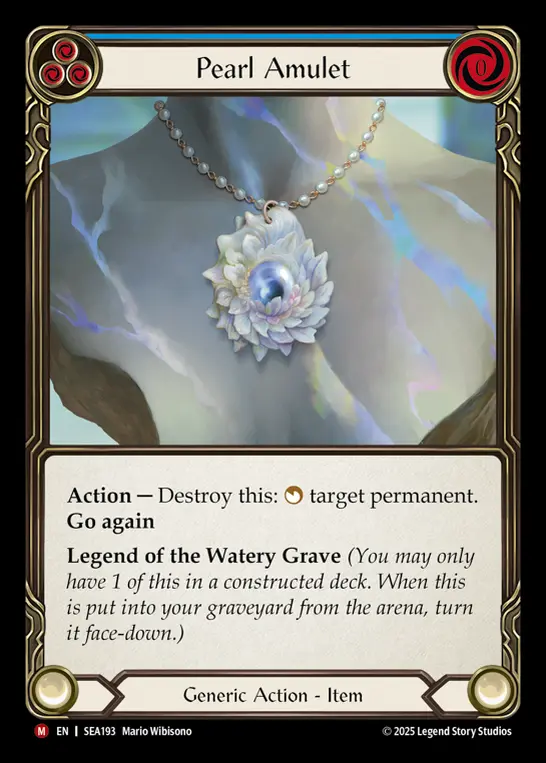 Pearl Amulet
0
Action — Destroy this: target permanent.
Go again
Legend of the Watery Grave (You may only
have 1 of this in a constructed deck. When this
is put into your graveyard from the arena, turn
it face-down.)
Generic Action - Item
M EN | SEA193 Mario Wibisono
© 2025 Legend Story Studios